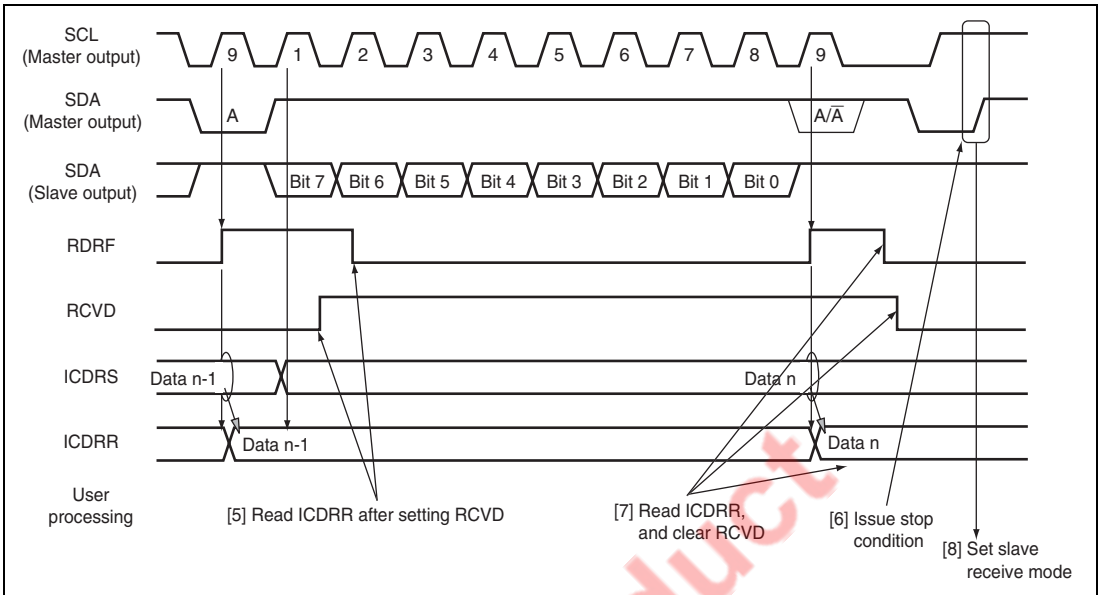 SCL
(Master output)
9 1 2 3 4 5 6 7 8 9
SDA
(Master output)
A A/A̅
SDA
(Slave output)
Bit 7 Bit 6 Bit 5 Bit 4 Bit 3 Bit 2 Bit 1 Bit 0
RDRF
RCVD
ICDRS
Data n-1 Data n
ICDRR
Data n-1 Data n
User
processing
[5] Read ICDRR after setting RCVD
[7] Read ICDRR,
and clear RCVD
[6] Issue stop
condition
[8] Set slave
receive mode
duct